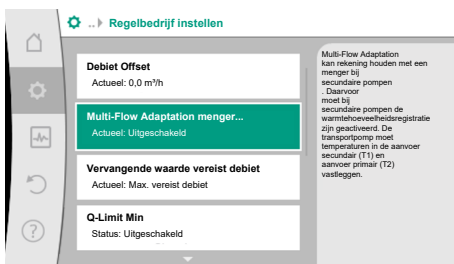 ..▶ Regelbedrijf instellen
Debiet Offset
Actueel: 0,0 m³/h
Multi-Flow Adaptation menger...
Actueel: Uitgeschakeld
Vervangende waarde vereist debiet
Actueel: Max. vereist debiet
Q-Limit Min
Status: Uitgeschakeld
Multi-Flow Adaptation
kan rekening houden met een
menger bij
secundaire pompen
. Daarvoor
moet bij
secundaire pompen de
warmtehoeveelheidsregistratie
zijn geactiveerd. De
transportpomp moet
temperaturen in de aanvoer
secundair (T1) en
aanvoer primair (T2)
vastleggen.